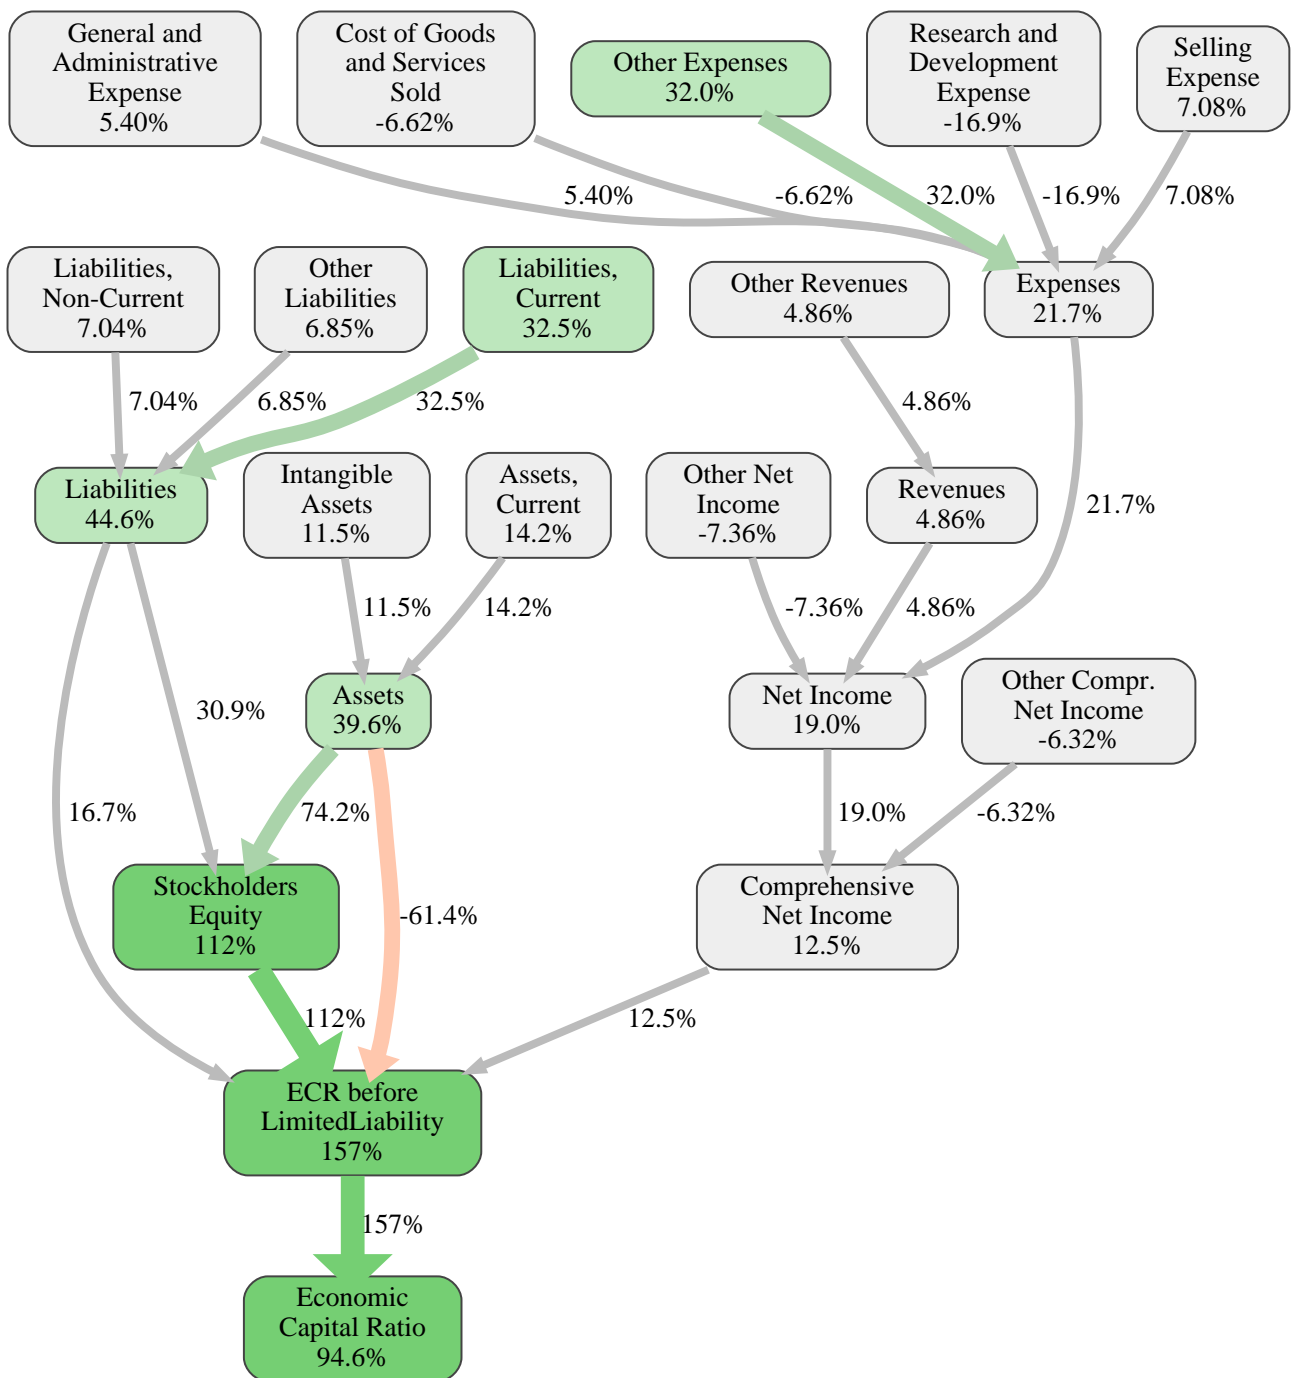 General and
Administrative
Expense
5.40%
Cost of Goods
and Services
Sold
-6.62%
Other Expenses
32.0%
Research and
Development
Expense
-16.9%
Selling
Expense
7.08%
5.40%
-6.62%
32.0%
-16.9%
7.08%
Liabilities,
Non-Current
7.04%
Other
Liabilities
6.85%
Liabilities,
Current
32.5%
Other Revenues
4.86%
Expenses
21.7%
7.04%
6.85%
32.5%
4.86%
Liabilities
44.6%
Intangible
Assets
11.5%
Assets,
Current
14.2%
Other Net
Income
-7.36%
Revenues
4.86%
21.7%
11.5%
14.2%
-7.36%
4.86%
30.9%
Assets
39.6%
Net Income
19.0%
Other Compr.
Net Income
-6.32%
16.7%
74.2%
19.0%
-6.32%
Stockholders
Equity
112%
-61.4%
Comprehensive
Net Income
12.5%
112%
12.5%
ECR before
LimitedLiability
157%
157%
Economic
Capital Ratio
94.6%